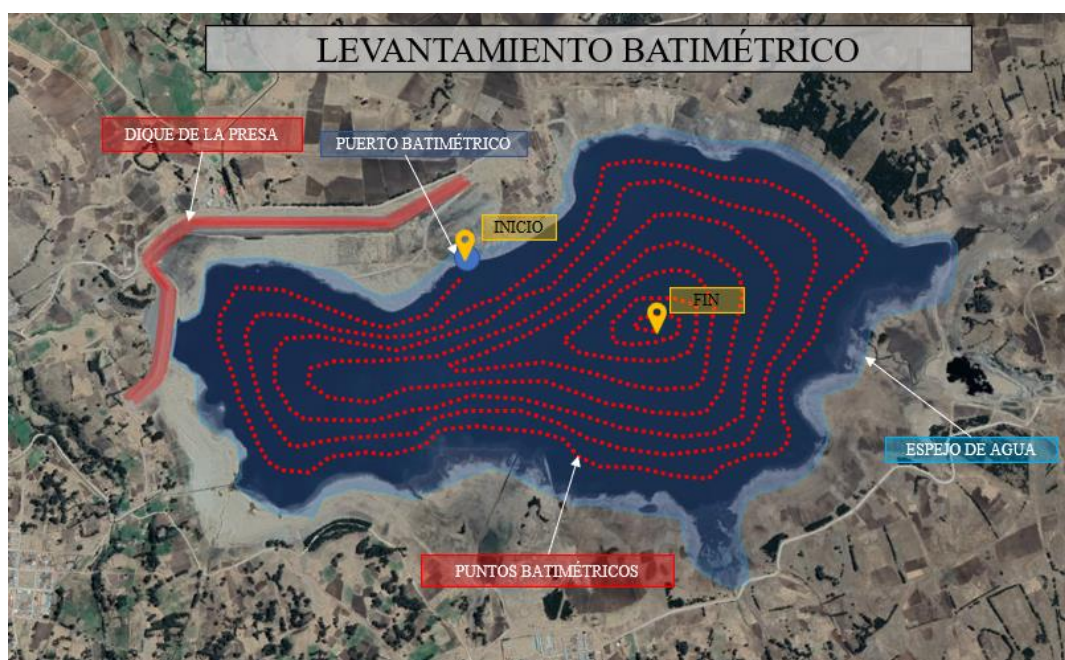 LEVANTAMIENTO BATIMÉTRICO
DIQUE DE LA PRESA
PUERTO BATIMÉTRICO
INICIO
FIN
ESPEJO DE AGUA
PUNTOS BATIMÉTRICOS